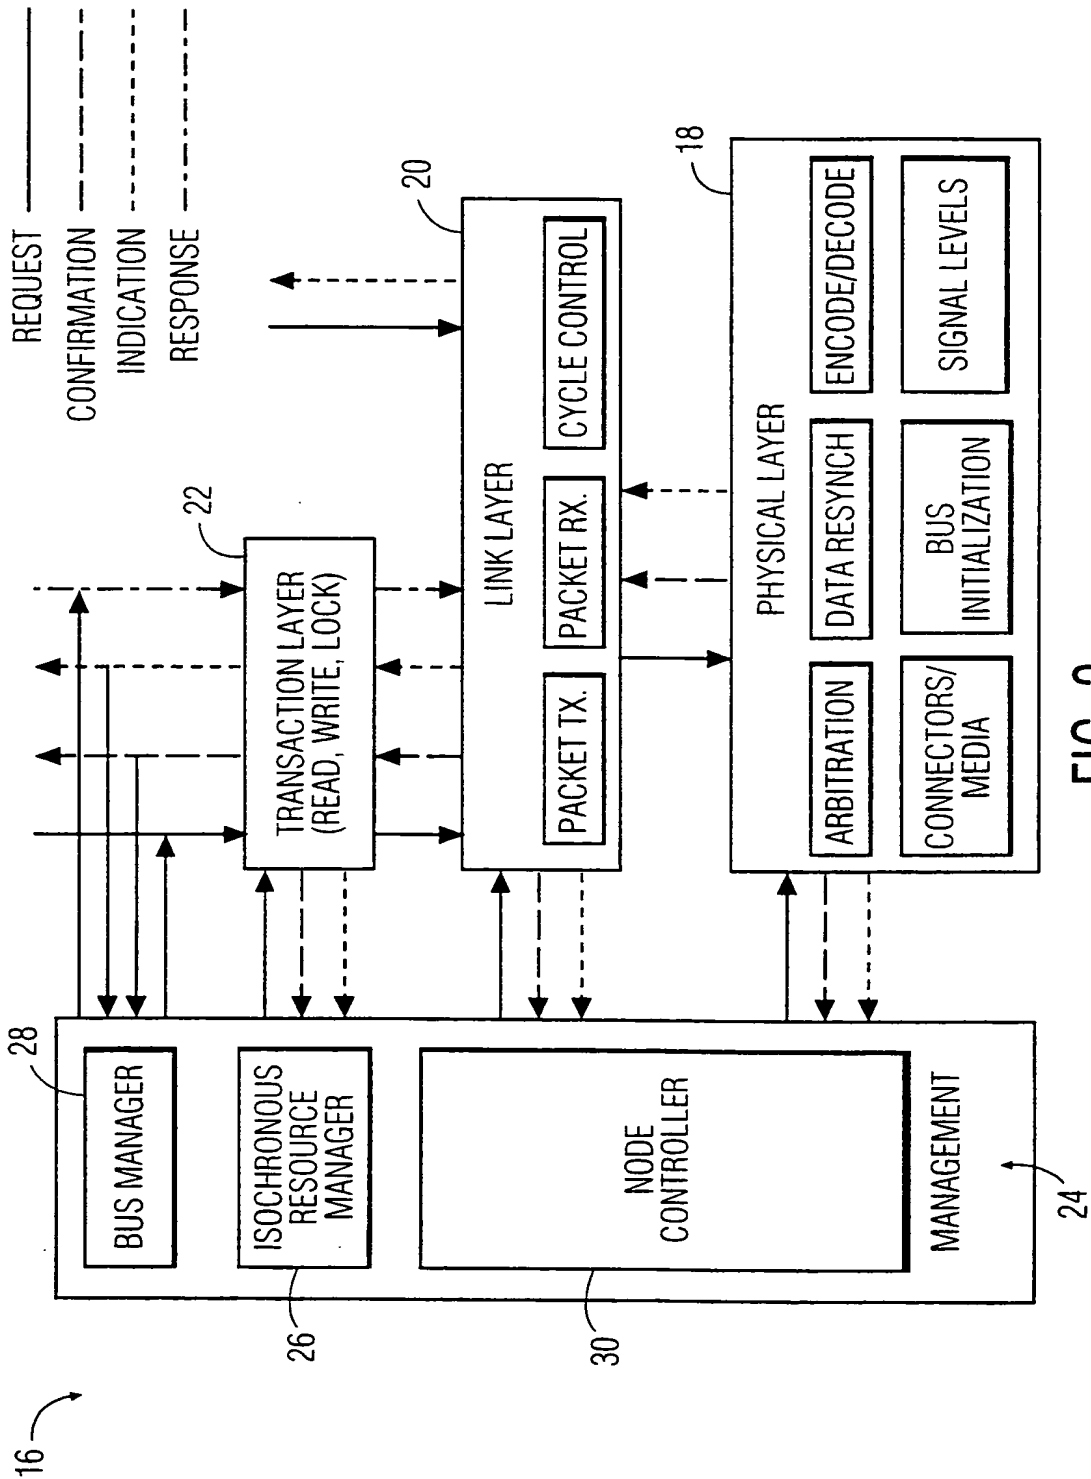 16
REQUEST
CONFIRMATION
INDICATION
RESPONSE
28
BUS MANAGER
26
ISOCHRONOUS
RESOURCE
MANAGER
30
NODE
CONTROLLER
MANAGEMENT
24
22
TRANSACTION LAYER
(READ, WRITE, LOCK)
20
LINK LAYER
PACKET TX.
PACKET RX.
CYCLE CONTROL
18
PHYSICAL LAYER
ARBITRATION
DATA RESYNCH
ENCODE/DECODE
CONNECTORS/
MEDIA
BUS
INITIALIZATION
SIGNAL LEVELS
FIG.